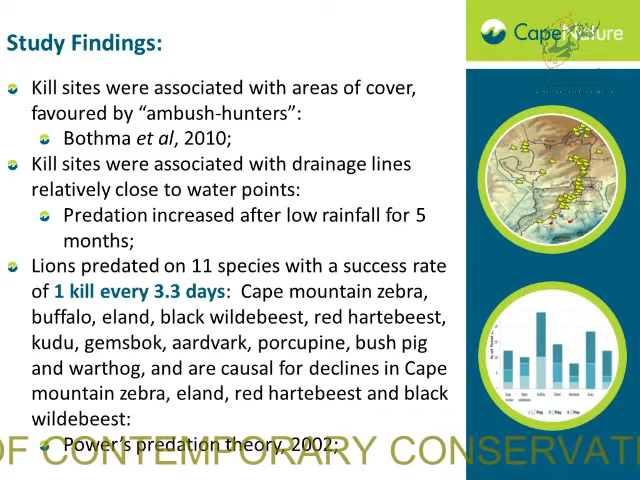 Study Findings:
CapeNature
Kill sites were associated with areas of cover,
favoured by “ambush-hunters”:
Bothma et al, 2010;
Kill sites were associated with drainage lines
relatively close to water points:
Predation increased after low rainfall for 5
months;
Lions predated on 11 species with a success rate
of 1 kill every 3.3 days:  Cape mountain zebra,
buffalo, eland, black wildebeest, red hartebeest,
kudu, gemsbok, aardvark, porcupine, bush pig
and warthog, and are causal for declines in Cape
mountain zebra, eland, red hartebeest and black
wildebeest:
Power’s predation theory, 2002;
OF CONTEMPORARY CONSERVATI